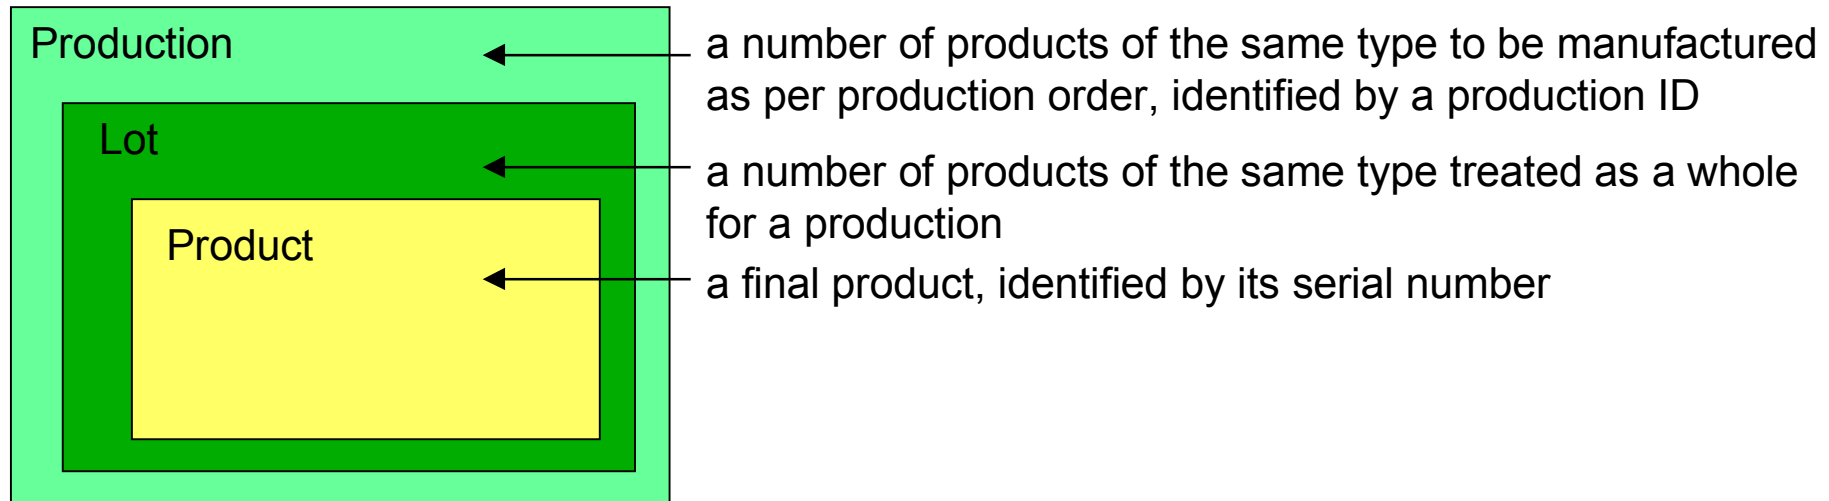 Production
a number of products of the same type to be manufactured
as per production order, identified by a production ID
Lot
a number of products of the same type treated as a whole
for a production
Product
a final product, identified by its serial number